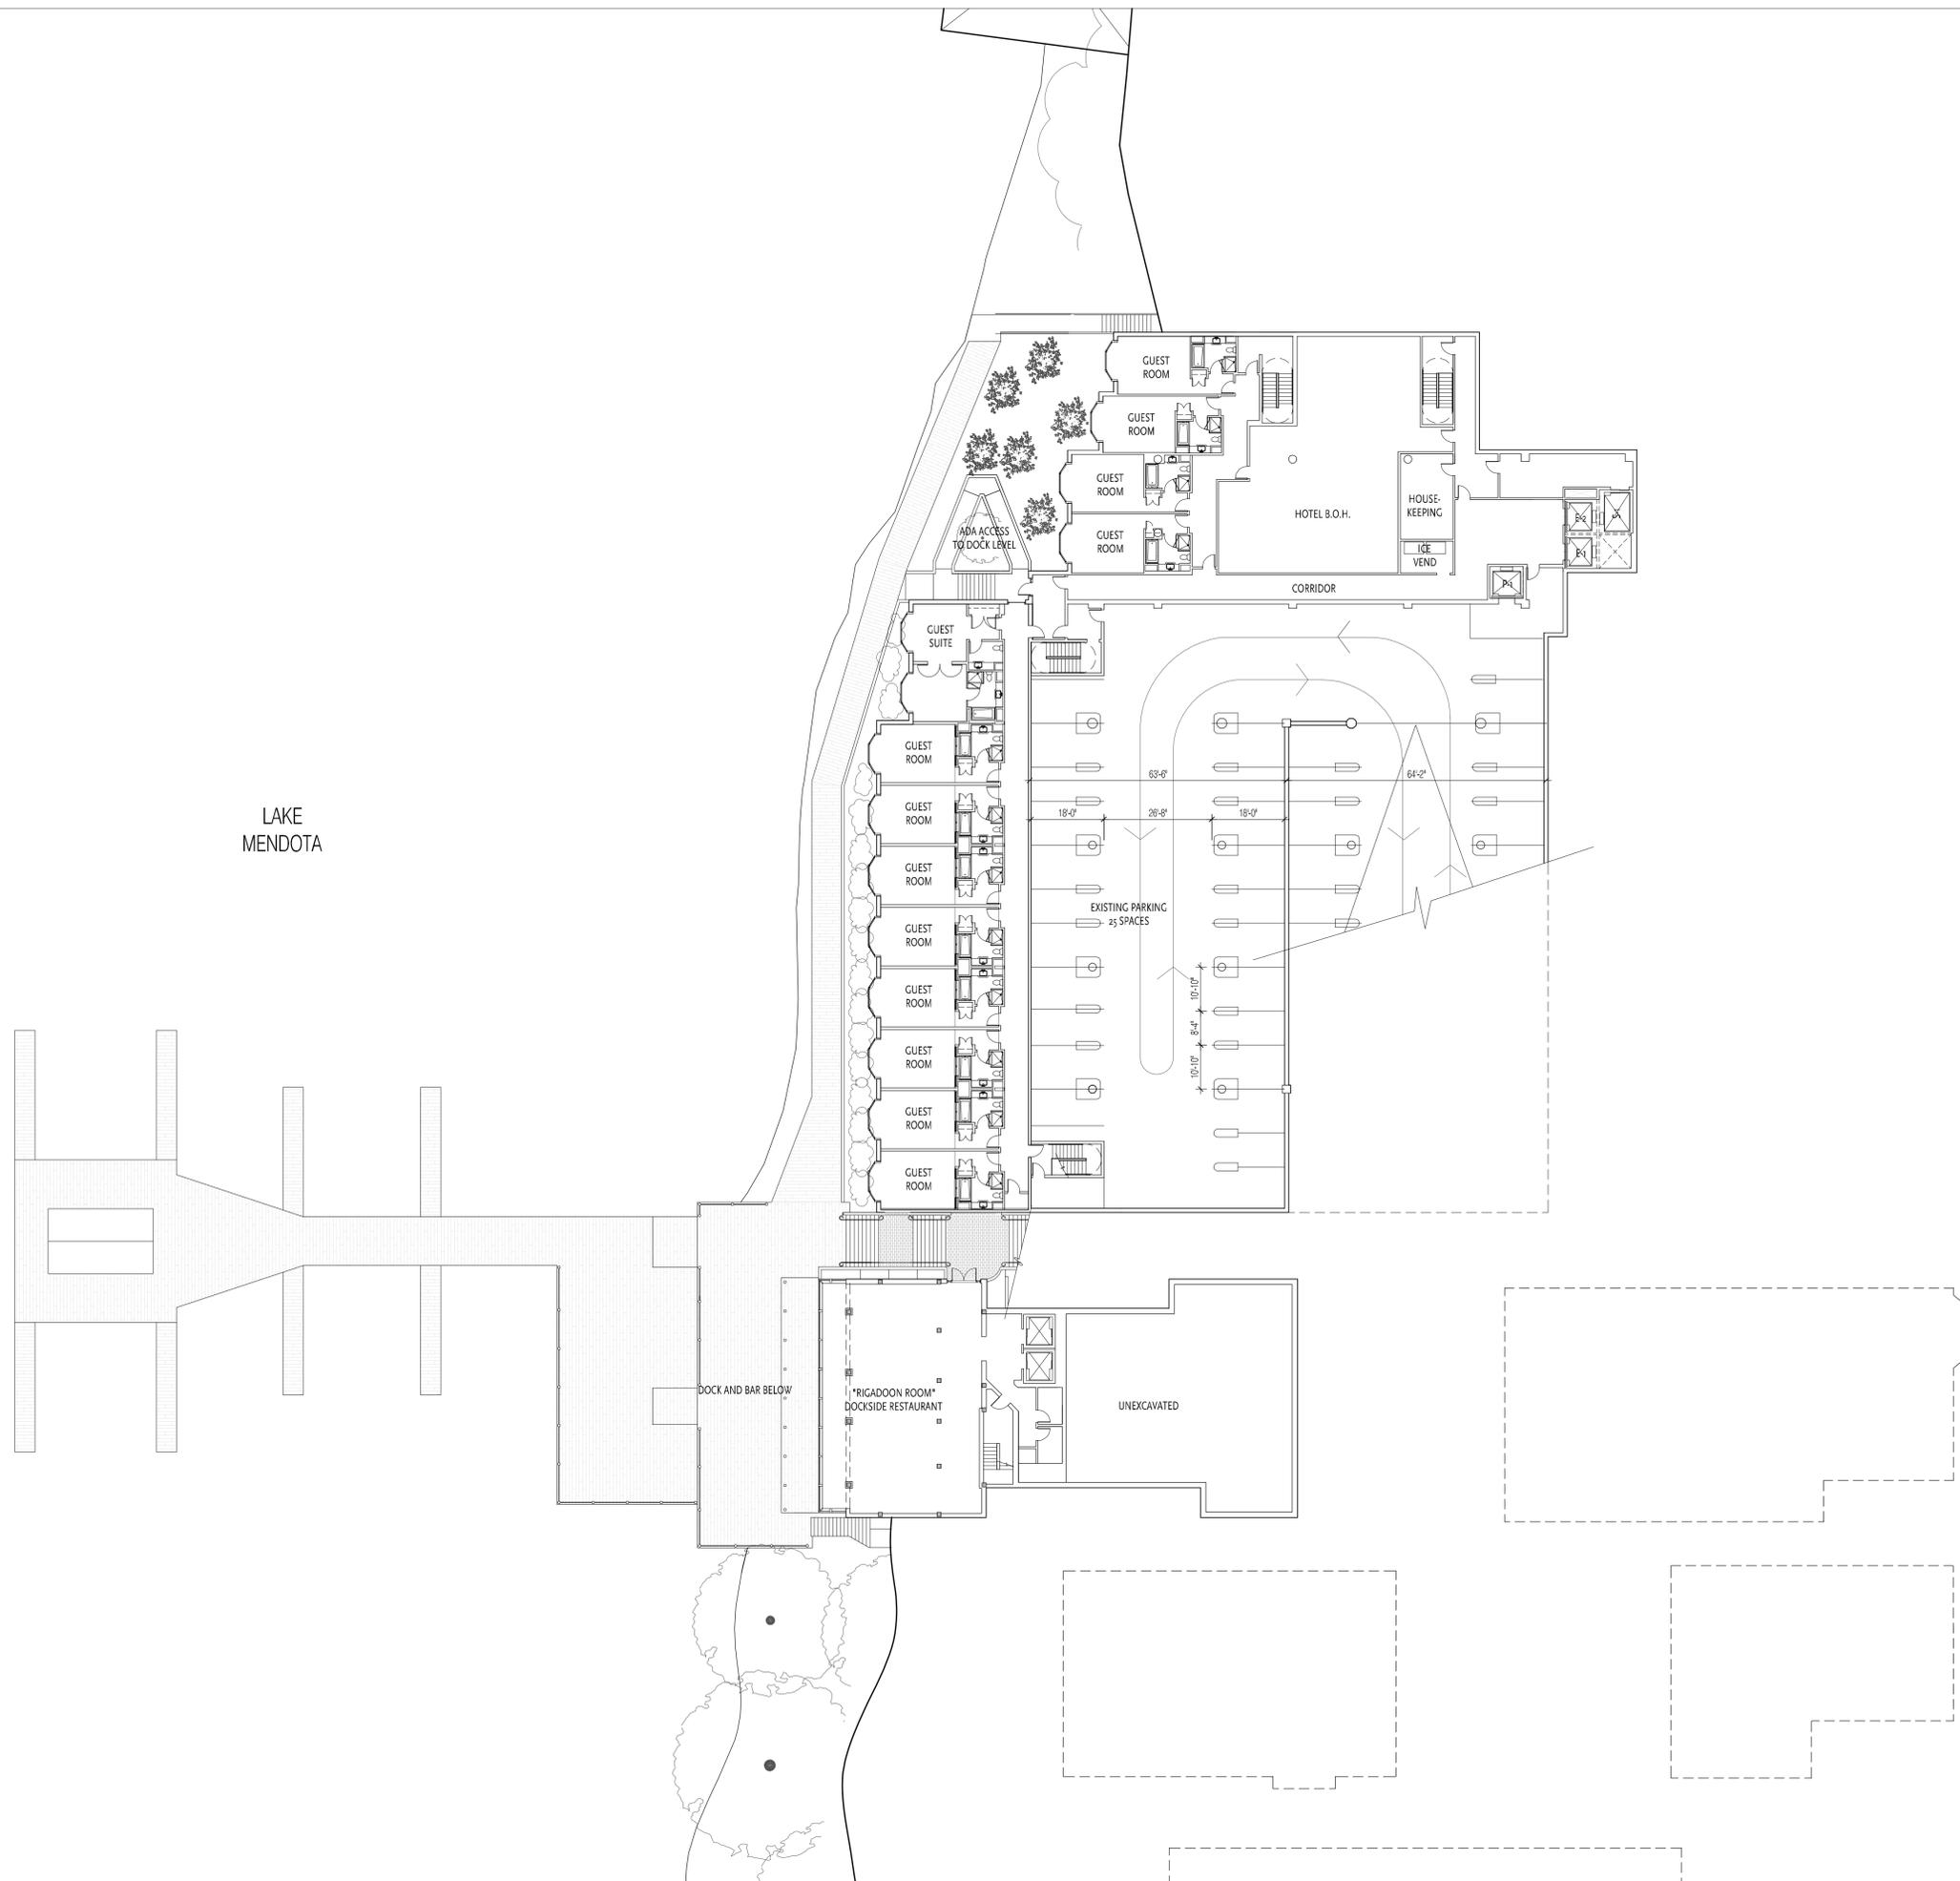 GUEST
ROOM
GUEST
ROOM
GUEST
ROOM
GUEST
ROOM
HOTEL B.O.H.
HOUSE-
KEEPING
ICE
VEND
E-2
E-1
P-1
ADA ACCESS
TO DOCK LEVEL
CORRIDOR
GUEST
SUITE
GUEST
ROOM
GUEST
ROOM
GUEST
ROOM
GUEST
ROOM
GUEST
ROOM
GUEST
ROOM
GUEST
ROOM
GUEST
ROOM
63'-6"
64'-2"
18'-0"
26'-8"
18'-0"
LAKE
MENDOTA
EXISTING PARKING
25 SPACES
10'-10"
8'-4"
10'-10"
DOCK AND BAR BELOW
"RIGADOON ROOM"
DOCKSIDE RESTAURANT
UNEXCAVATED